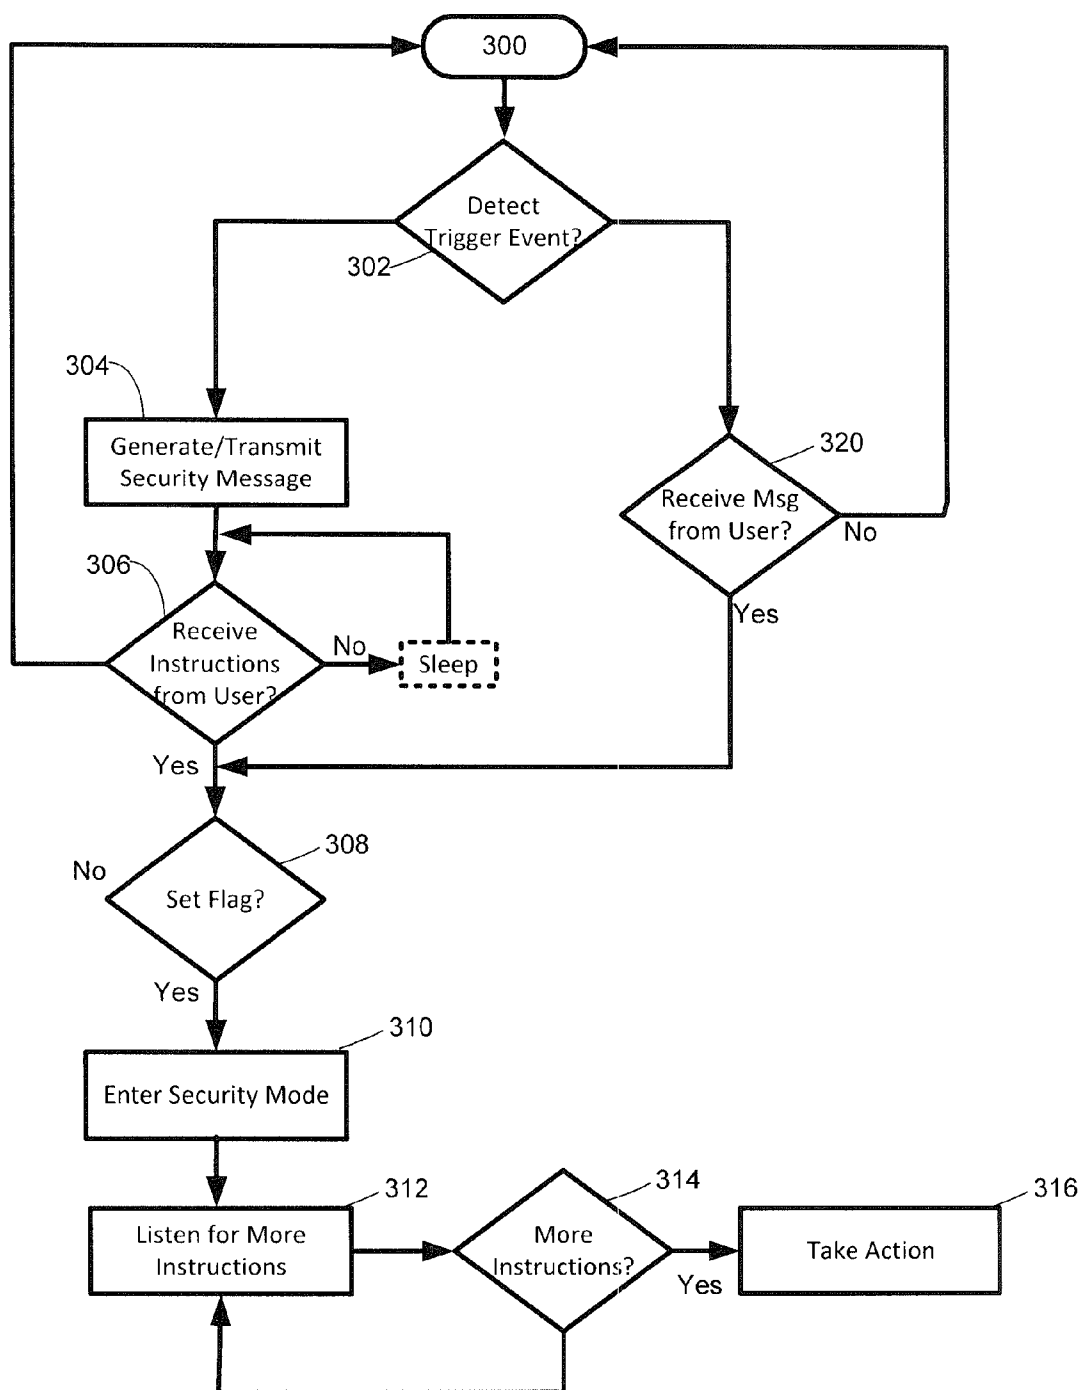 300
Detect
Trigger Event?
302
304
Generate/Transmit
Security Message
320
Receive Msg
from User?
No
Yes
306
Receive
Instructions
from User?
No
Sleep
Yes
308
No
Set Flag?
Yes
310
Enter Security Mode
312
Listen for More
Instructions
314
More
Instructions?
Yes
316
Take Action